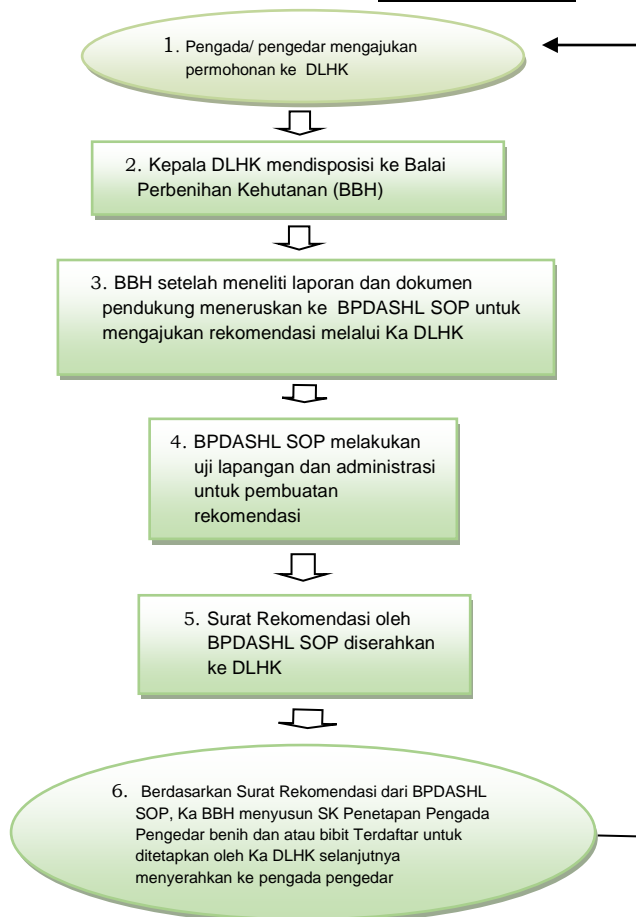 1. Pengada/ pengedar mengajukan
permohonan ke DLHK
2. Kepala DLHK mendisposisi ke Balai
Perbenihan Kehutanan (BBH)
3. BBH setelah meneliti laporan dan dokumen
pendukung meneruskan ke BPDASHL SOP untuk
mengajukan rekomendasi melalui Ka DLHK
4. BPDASHL SOP melakukan
uji lapangan dan administrasi
untuk pembuatan
rekomendasi
5. Surat Rekomendasi oleh
BPDASHL SOP diserahkan
ke DLHK
6. Berdasarkan Surat Rekomendasi dari BPDASHL
SOP, Ka BBH menyusun SK Penetapan Pengada
Pengedar benih dan atau bibit Terdaftar untuk
ditetapkan oleh Ka DLHK selanjutnya
menyerahkan ke pengada pengedar